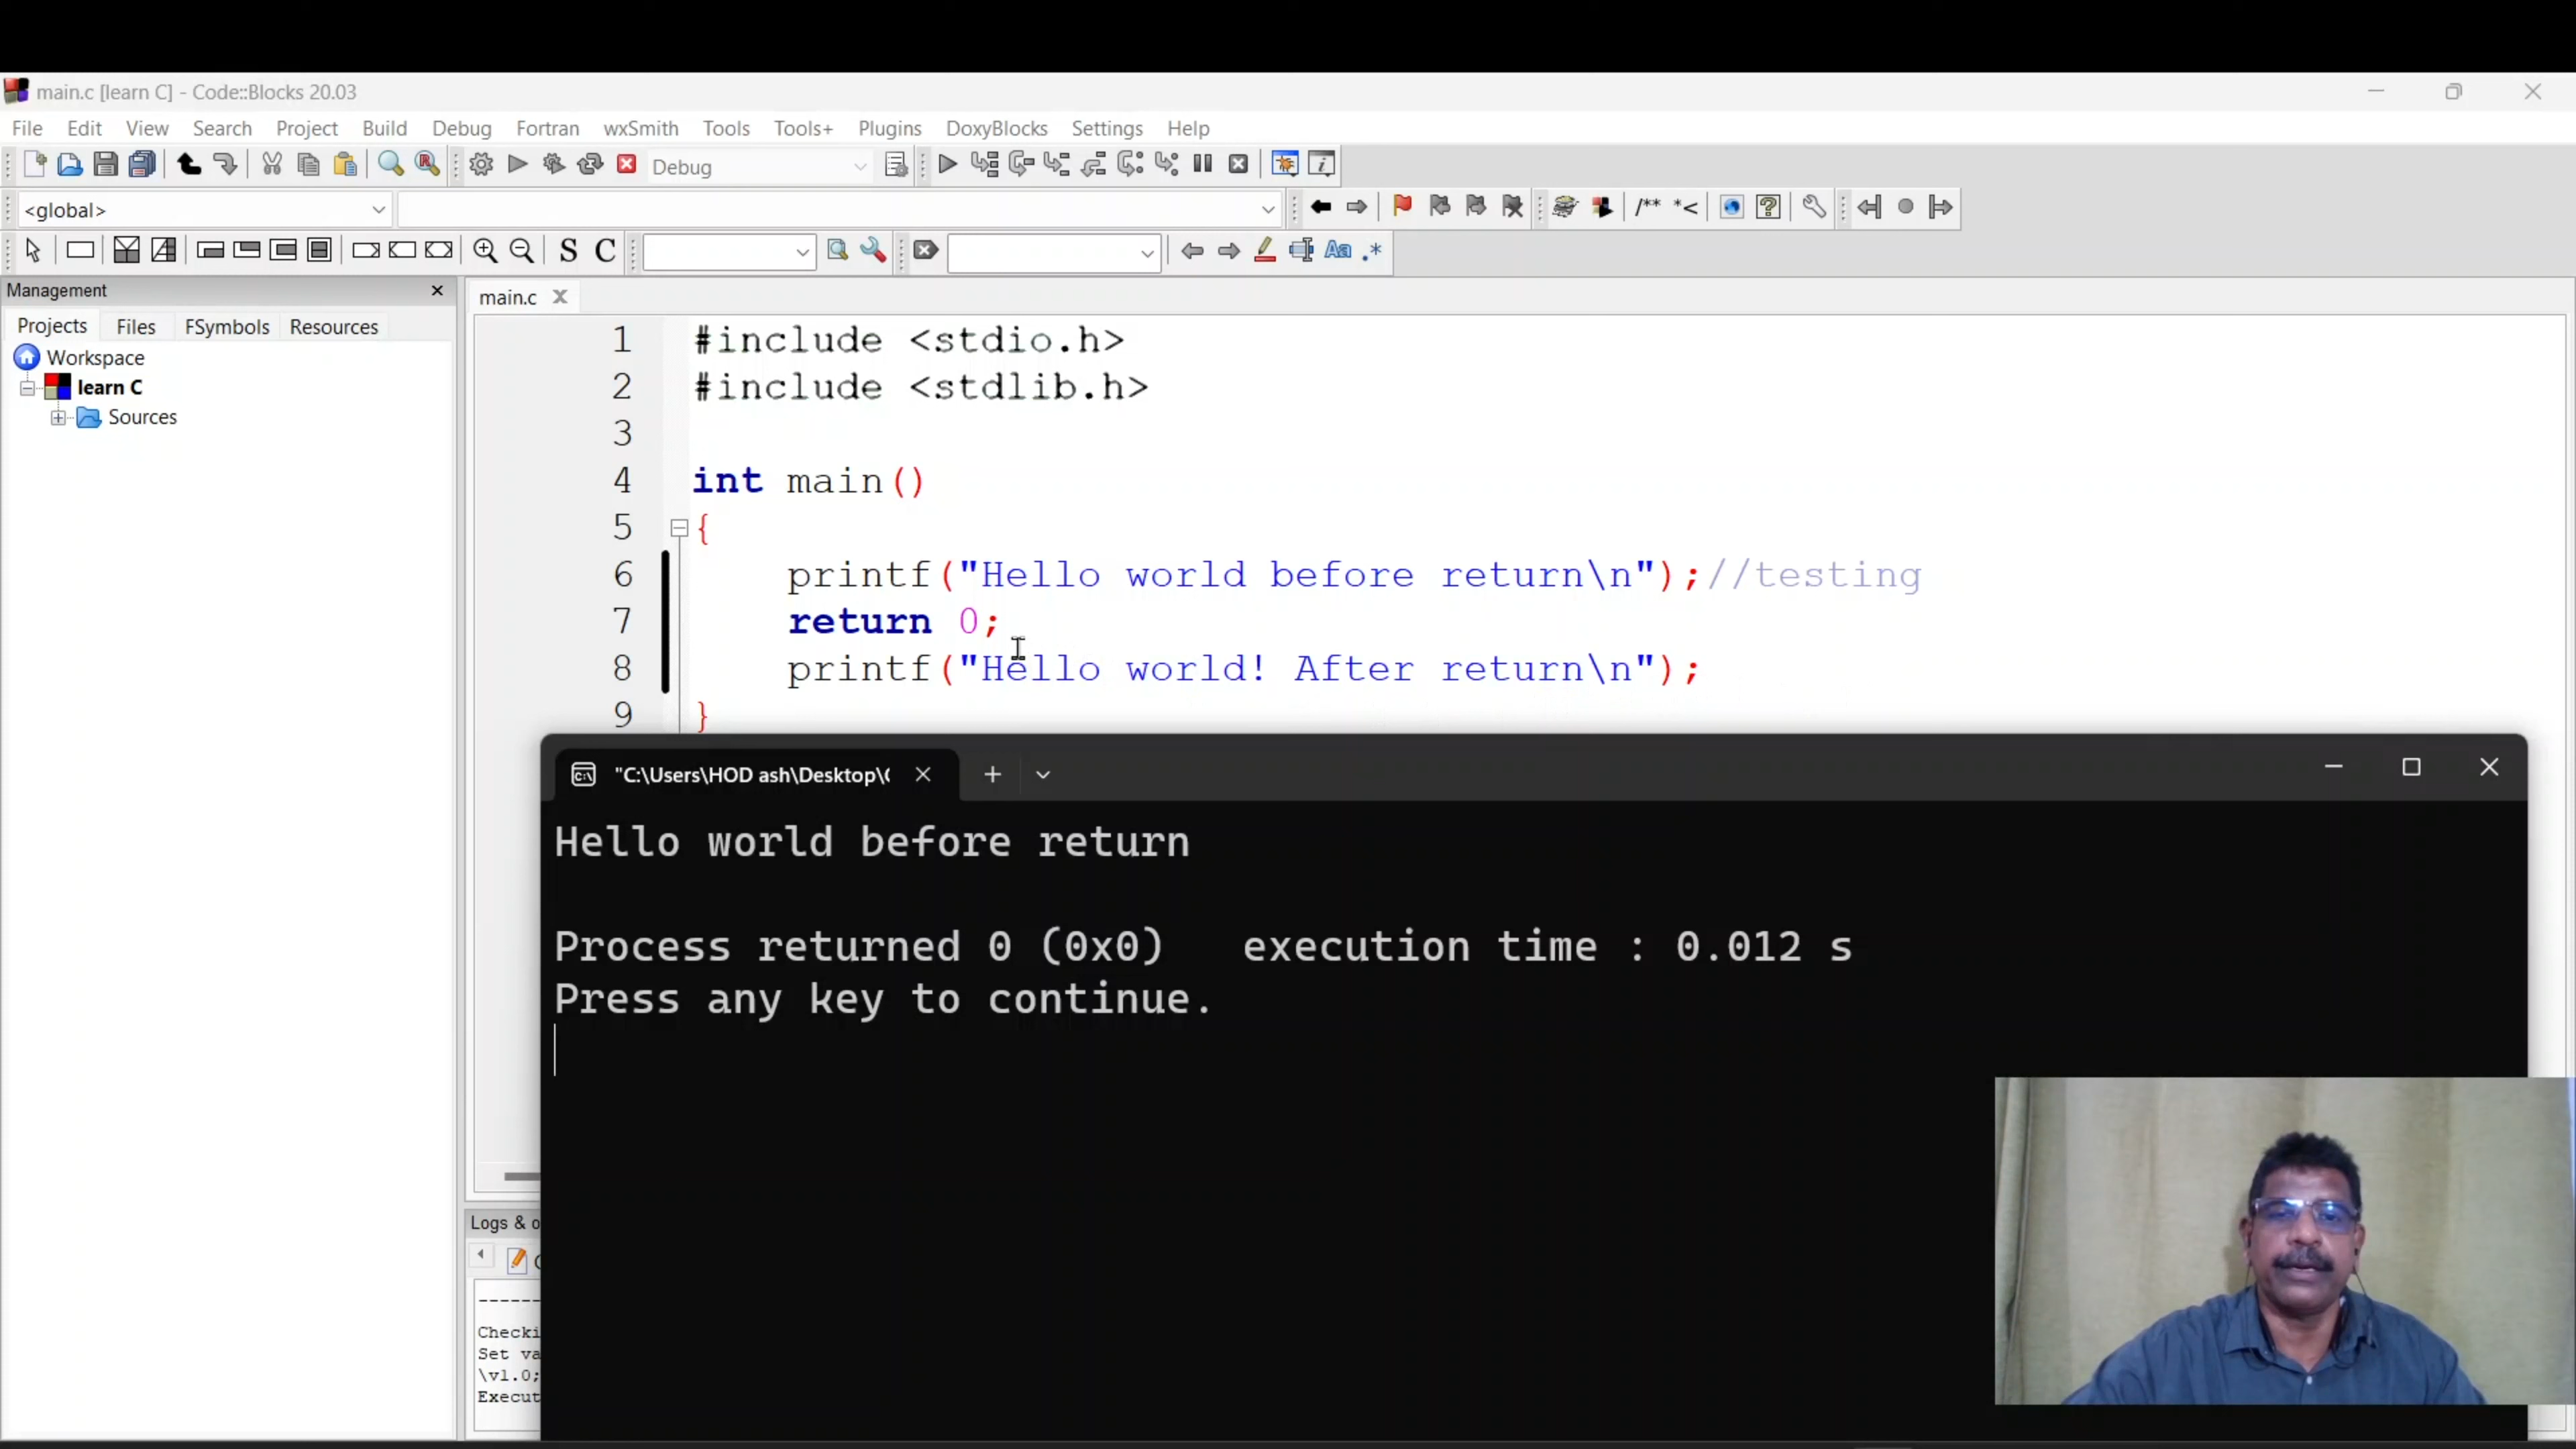 main.c [learn C] - Code::Blocks 20.03
File Edit View Search Project Build Debug Fortran wxSmith Tools Tools+ Plugins DoxyBlocks Settings Help
Debug
<global>
/** *<
S C
Aa .*
Management
main.c
Projects Files FSymbols Resources
Workspace
learn C
Sources
1 #include <stdio.h>
2 #include <stdlib.h>
3
4 int main()
5 {
6 printf("Hello world before return\n");//testing
7 return 0;
8 printf("Hello world! After return\n");
9 }
"C:\Users\HOD ash\Desktop\
Hello world before return
Process returned 0 (0x0) execution time : 0.012 s
Press any key to continue.
Logs & o
--------
Checki
Set va
\v1.0;
Execut